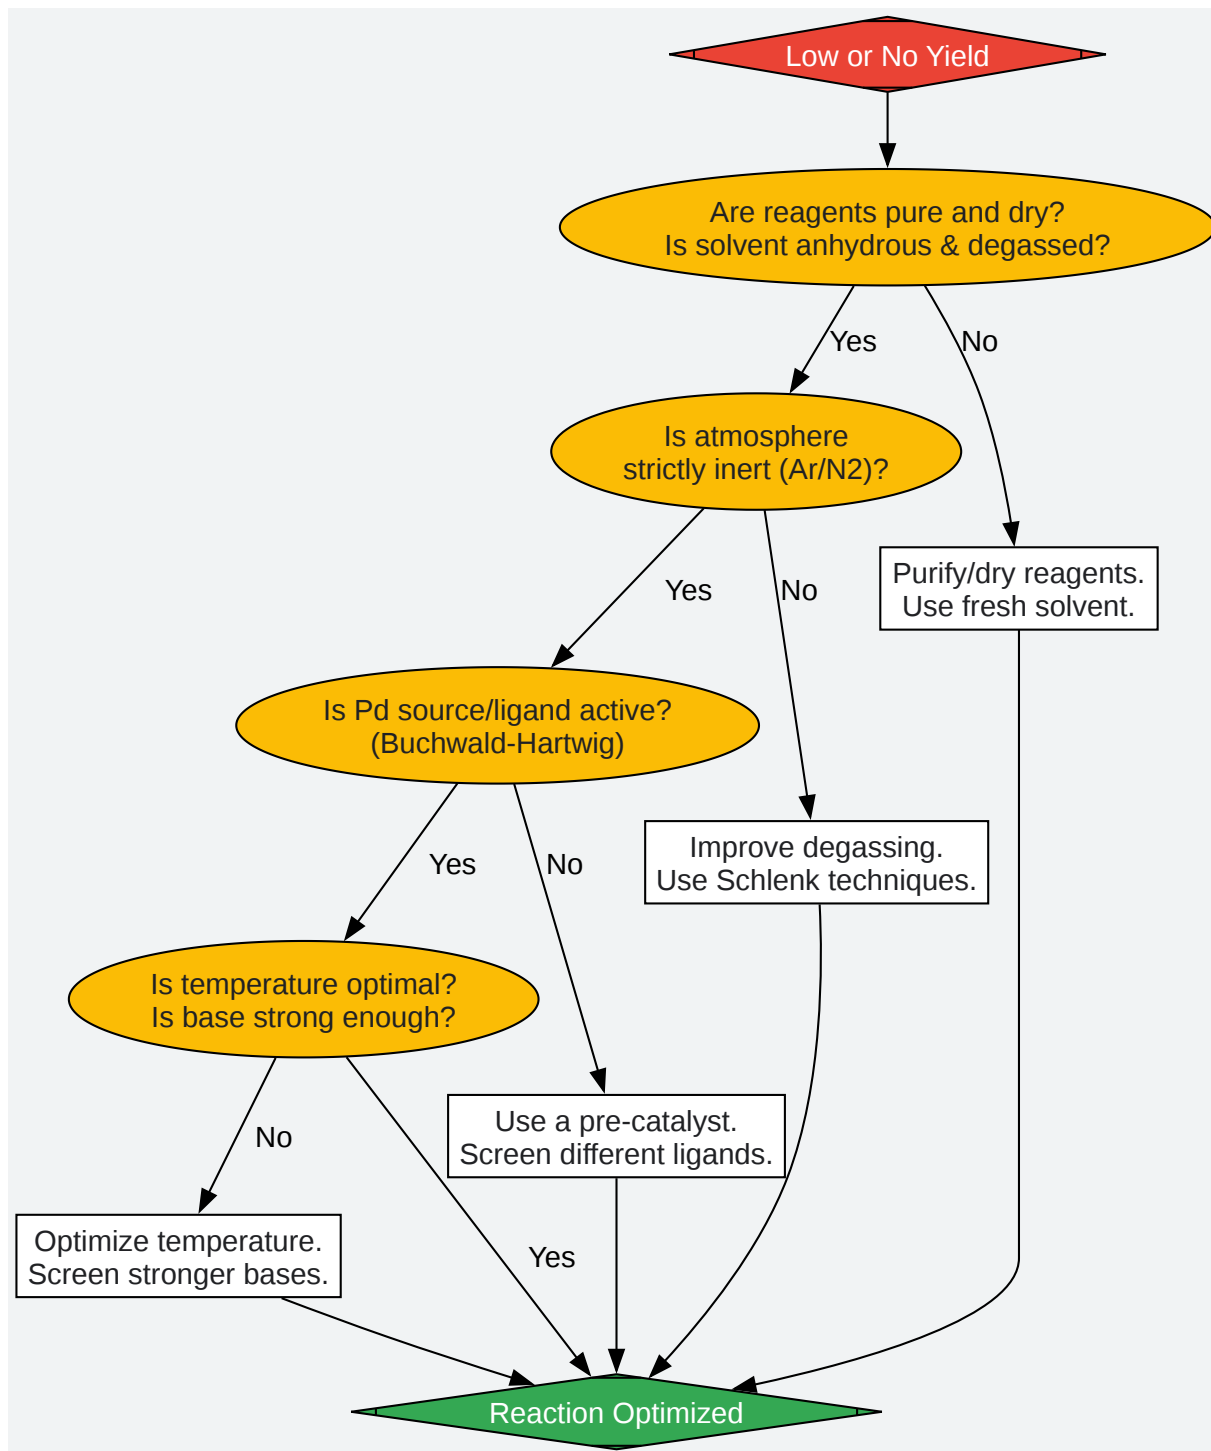 Low or No Yield
Are reagents pure and dry?
Is solvent anhydrous & degassed?
Yes
No
Is atmosphere
strictly inert (Ar/N2)?
Purify/dry reagents.
Use fresh solvent.
Yes
No
Is Pd source/ligand active?
(Buchwald-Hartwig)
Improve degassing.
Use Schlenk techniques.
Yes
No
Is temperature optimal?
Is base strong enough?
Use a pre-catalyst.
Screen different ligands.
No
Optimize temperature.
Screen stronger bases.
Yes
Reaction Optimized